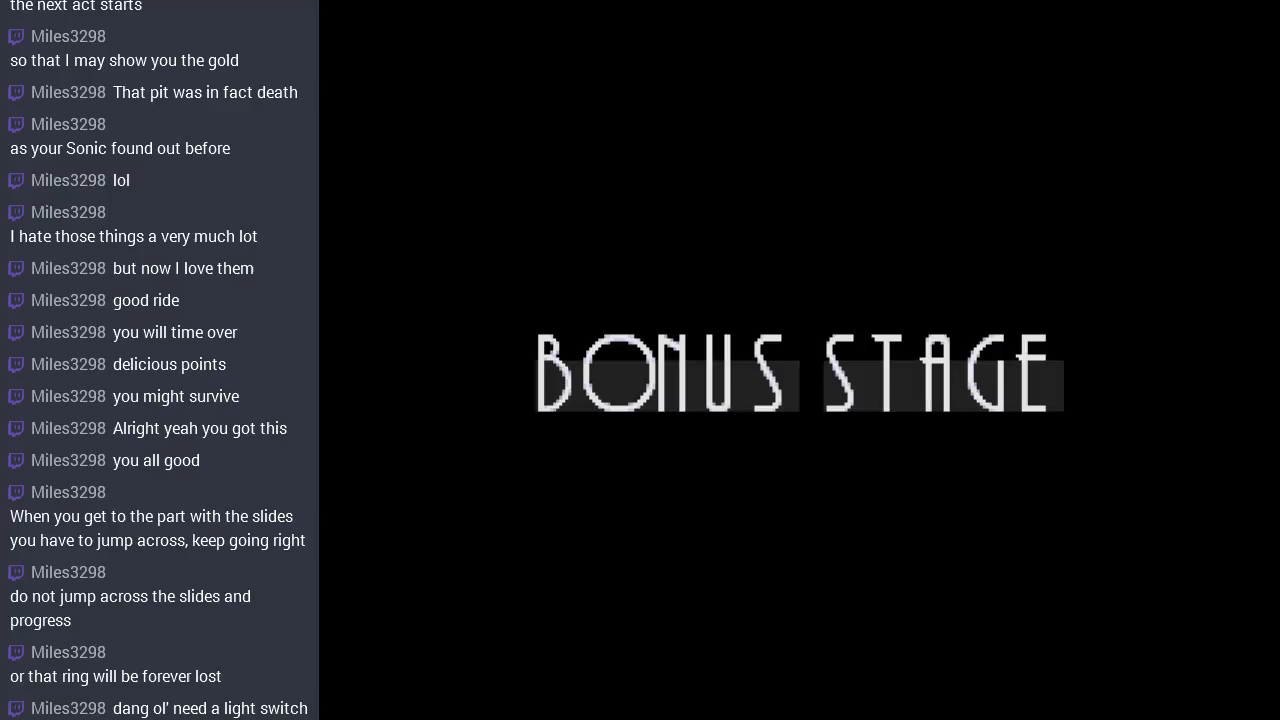 the next act starts
Miles3298
so that I may show you the gold
Miles3298 That pit was in fact death
Miles3298
as your Sonic found out before
Miles3298 lol
Miles3298
I hate those things a very much lot
Miles3298 but now I love them
Miles3298 good ride
Miles3298 you will time over
Miles3298 delicious points
Miles3298 you might survive
Miles3298 Alright yeah you got this
Miles3298 you all good
Miles3298
When you get to the part with the slides
you have to jump across, keep going right
Miles3298
do not jump across the slides and
progress
Miles3298
or that ring will be forever lost
Miles3298 dang ol' need a light switch
BONUS STAGE